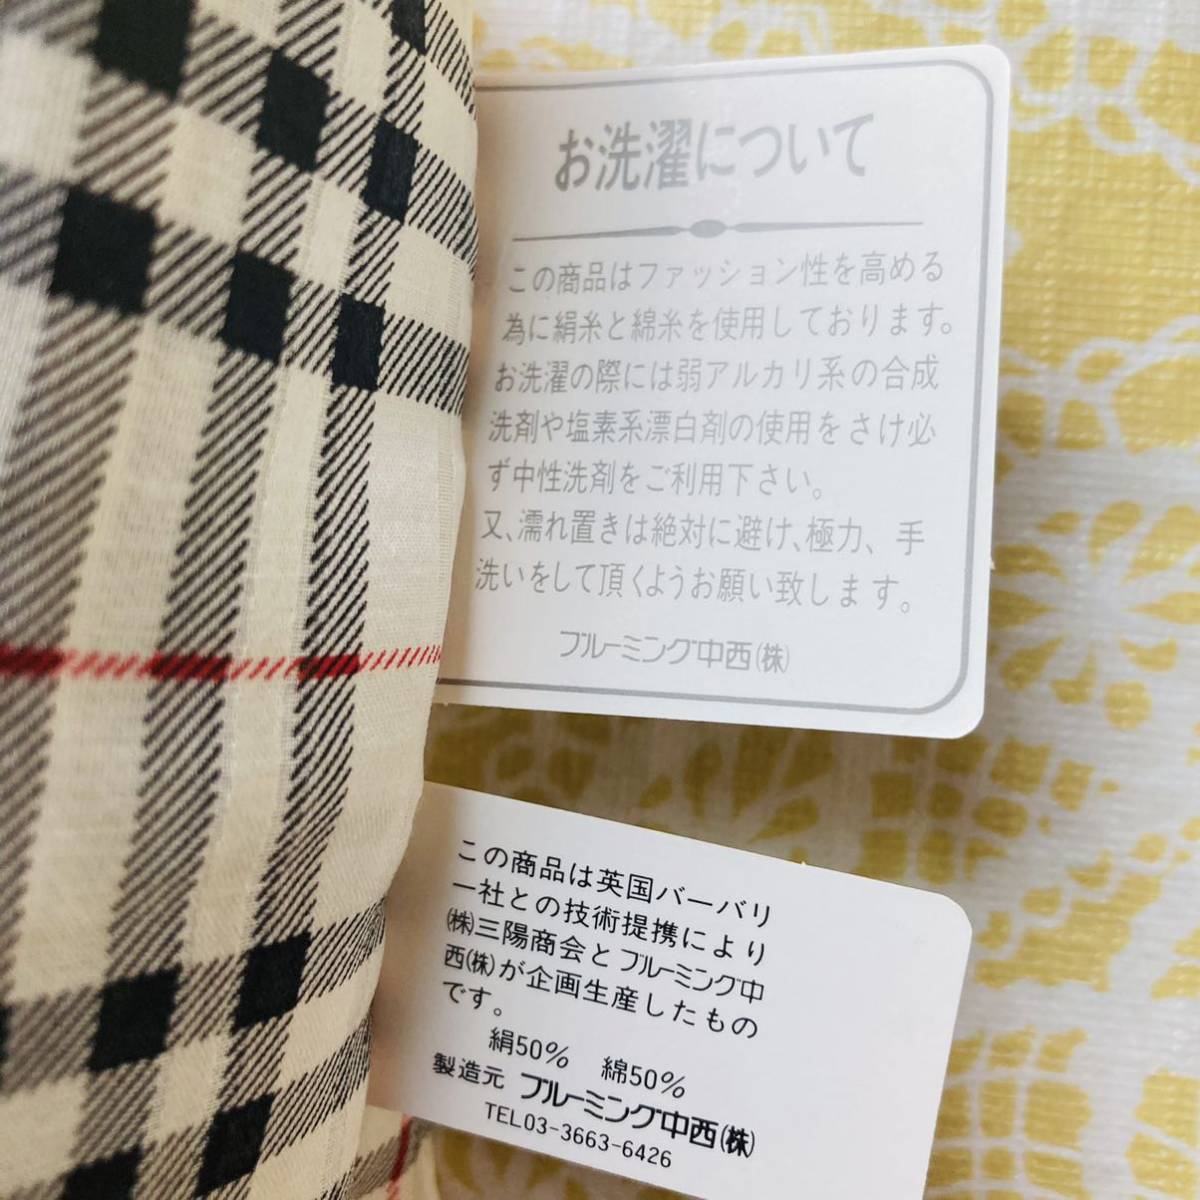 お洗濯について
この商品はファッション性を高める
為に絹糸と綿糸を使用しております。
お洗濯の際には弱アルカリ系の合成
洗剤や塩素系漂白剤の使用をさけ必
ず中性洗剤をご利用下さい。
又、濡れ置きは絶対に避け、極力、手
洗いをして頂くようお願い致します。
ブルーミング中西(株)
この商品は英国バーバリ
一社との技術提携により
(株)三陽商会とブルーミング中
西(株)が企画生産したもの
です。
絹50% 綿50%
製造元 ブルーミング中西(株)
TEL03-3663-6426